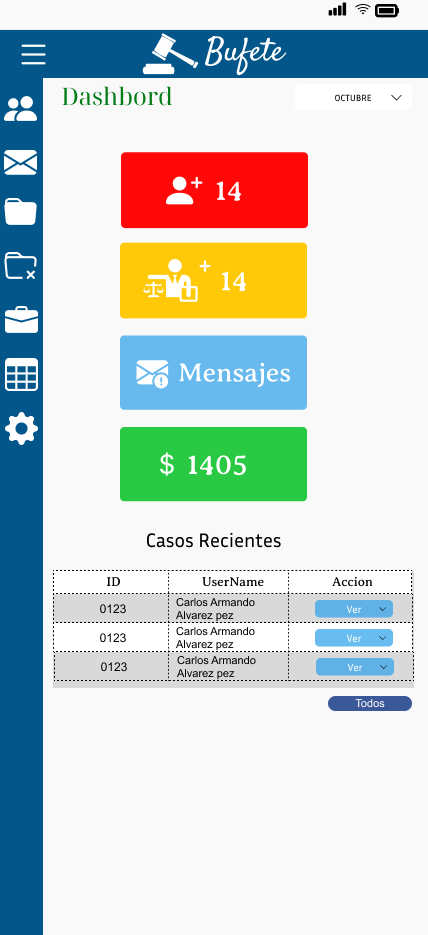 Bufete
Dashbord
OCTUBRE
14
14
Mensajes
$ 1405
Casos Recientes
ID UserName Accion
0123 Carlos Armando Ver
Alvarez pez
0123 Carlos Armando Ver
Alvarez pez
0123 Carlos Armando Ver
Alvarez pez
Todos